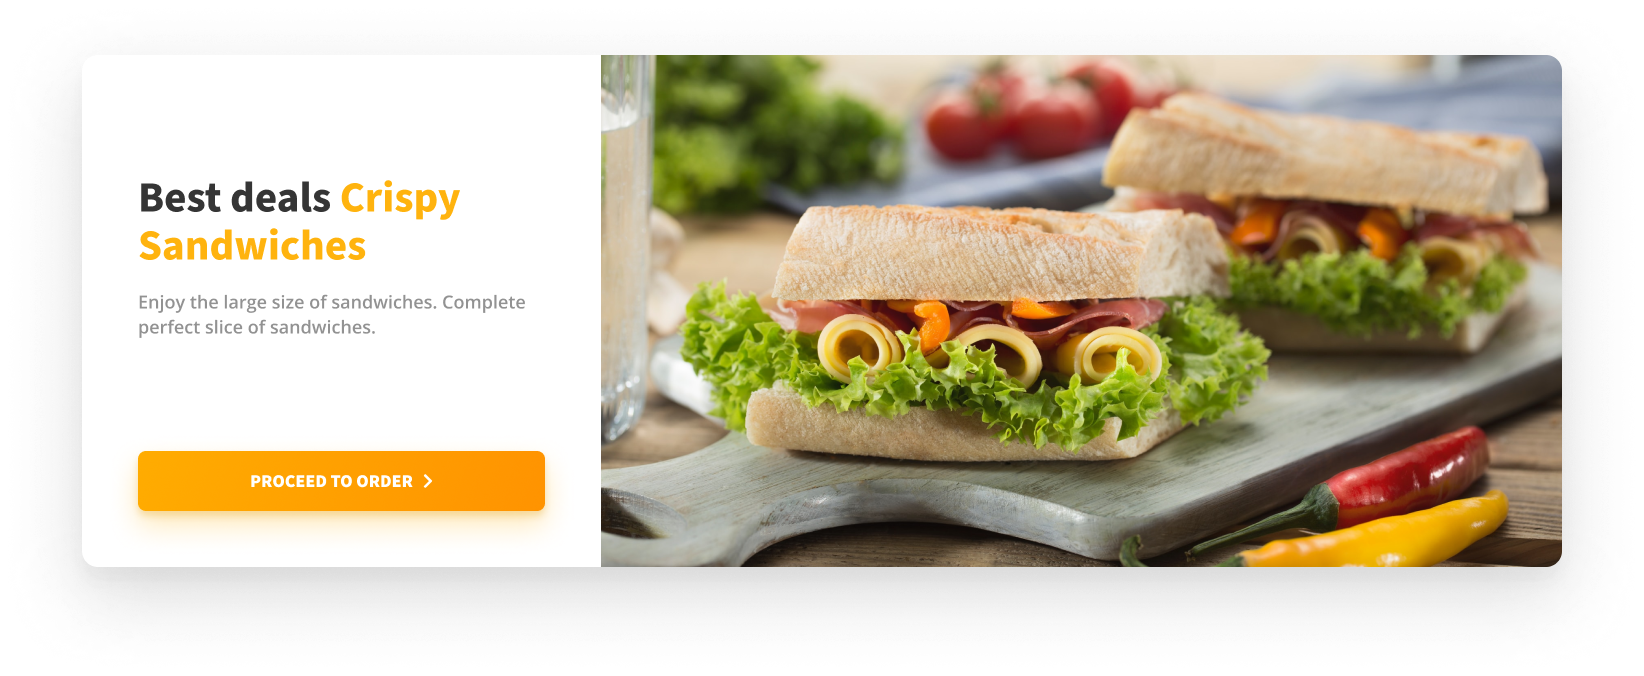 Best deals Crispy
Sandwiches
Enjoy the large size of sandwiches. Complete
perfect slice of sandwiches.
PROCEED TO ORDER